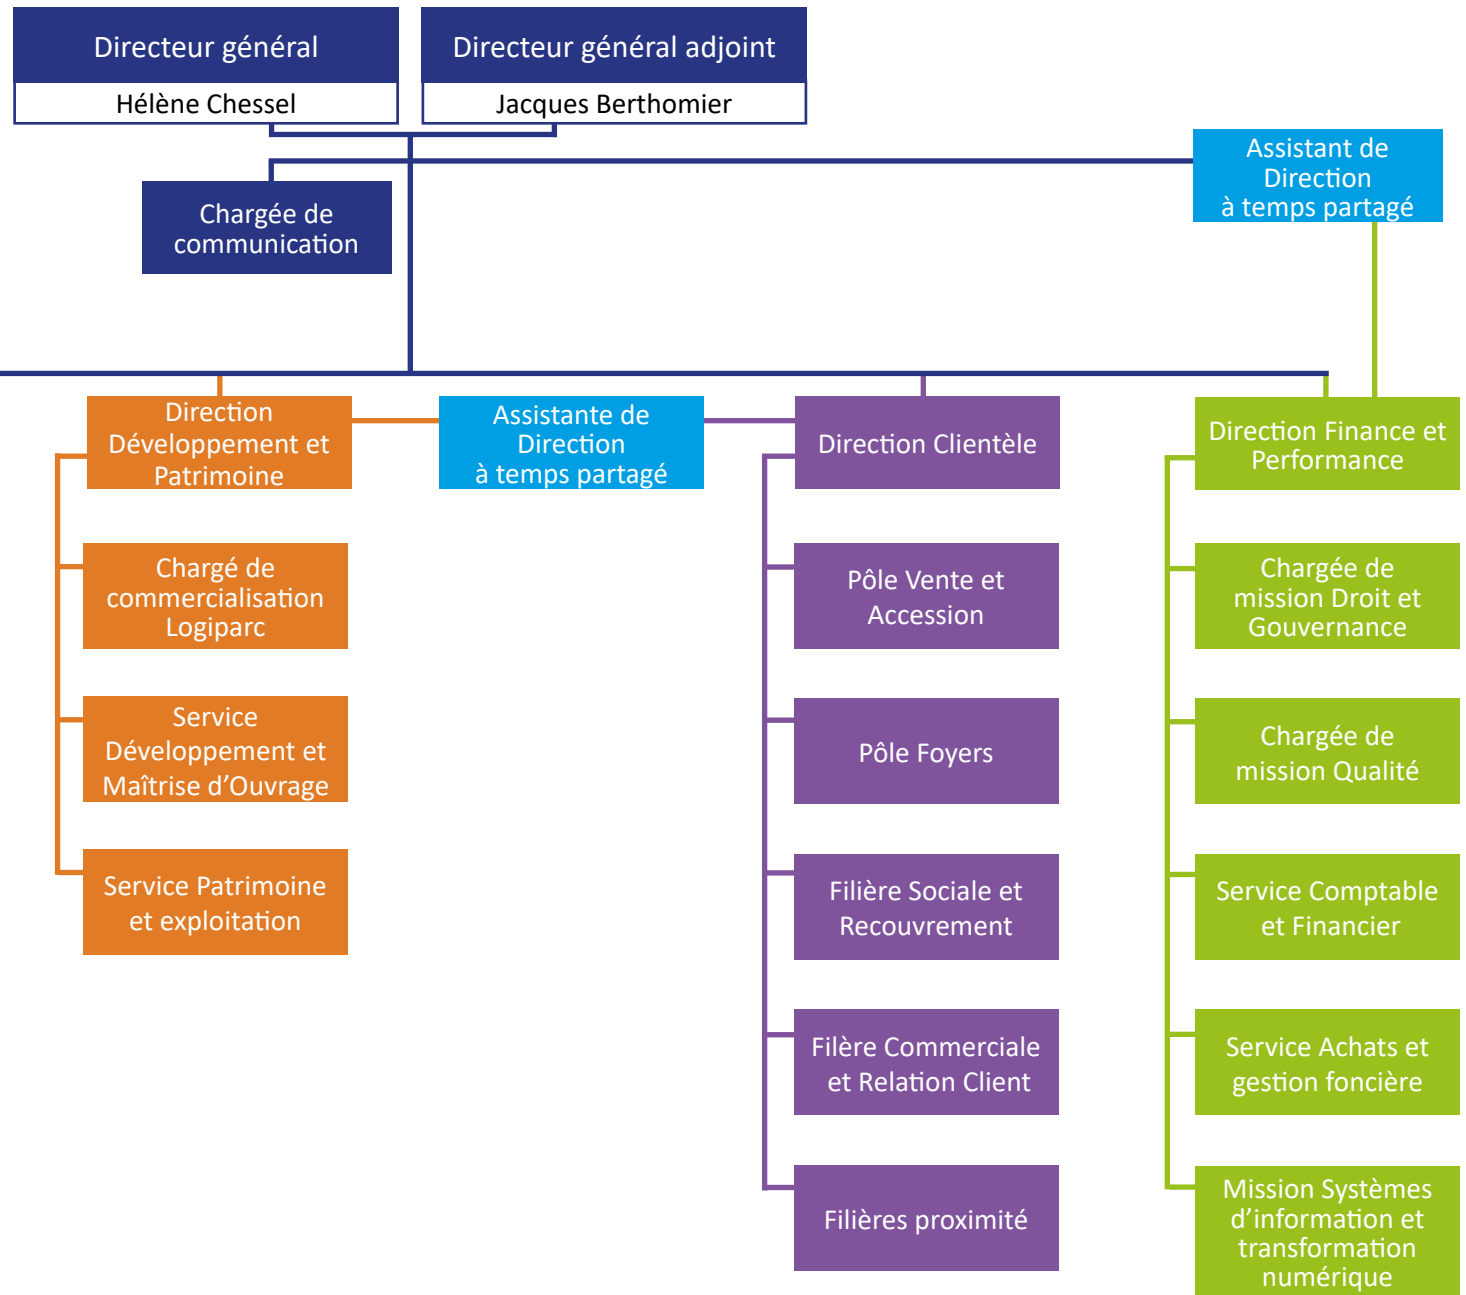 Directeur général
Hélène Chessel
Directeur général adjoint
Jacques Berthomier
Assistant de
Direction
à temps partagé
Chargée de
communication
Direction
Développement et
Patrimoine
Assistante de
Direction
à temps partagé
Direction Clientèle
Direction Finance et
Performance
Chargé de
commercialisation
Logiparc
Service
Développement et
Maîtrise d’Ouvrage
Service Patrimoine
et exploitation
Pôle Vente et
Accession
Pôle Foyers
Filière Sociale et
Recouvrement
Filère Commerciale
et Relation Client
Filières proximité
Chargée de
mission Droit et
Gouvernance
Chargée de
mission Qualité
Service Comptable
et Financier
Service Achats et
gestion foncière
Mission Systèmes
d’information et
transformation
numérique